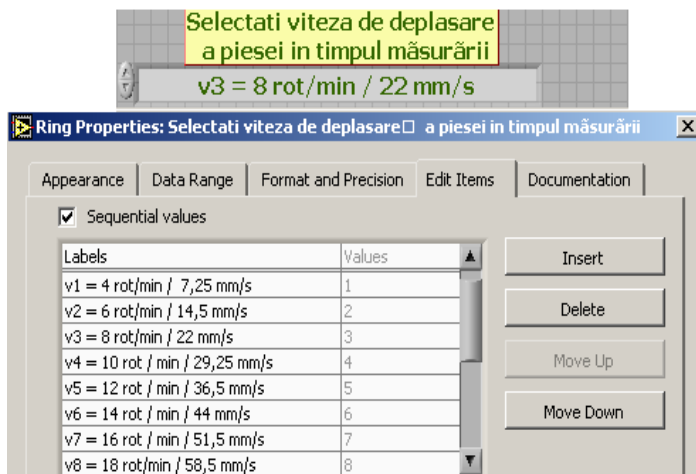 Selectati viteza de deplasare
a piesei in timpul mãsurãrii
v3 = 8 rot/min / 22 mm/s
Ring Properties: Selectati viteza de deplasare□ a piesei in timpul mãsurãrii X
Appearance Data Range Format and Precision Edit Items Documentation
Sequential values
Labels Values Insert
v1 = 4 rot/min / 7,25 mm/s 1
v2 = 6 rot/min / 14,5 mm/s 2 Delete
v3 = 8 rot/min / 22 mm/s 3
v4 = 10 rot / min / 29,25 mm/s 4 Move Up
v5 = 12 rot / min / 36,5 mm/s 5
v6 = 14 rot / min / 44 mm/s 6 Move Down
v7 = 16 rot / min / 51,5 mm/s 7
v8 = 18 rot/min / 58,5 mm/s 8